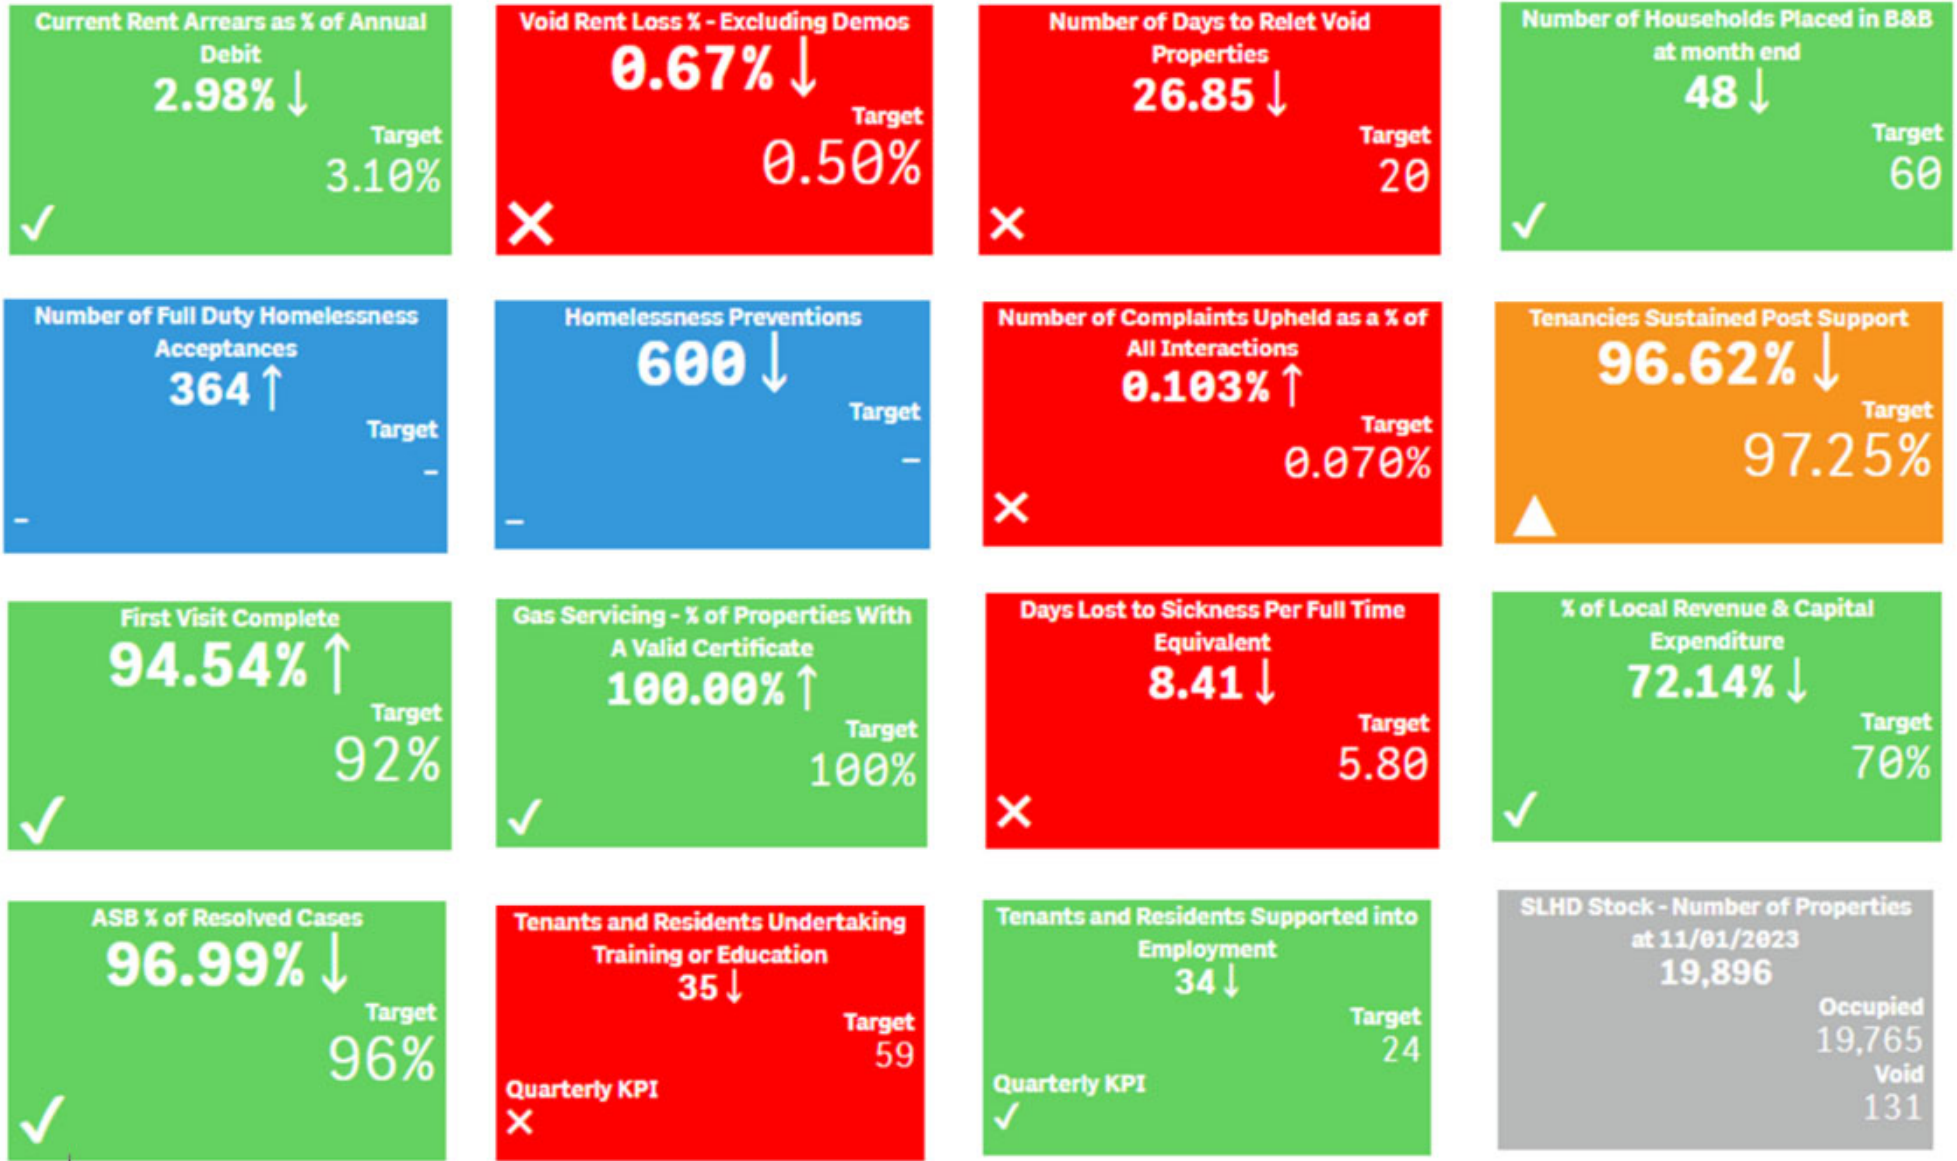 Current Rent Arrears as % of Annual
Debit
2.98% ↓
Target
3.10%
✓
Void Rent Loss % - Excluding Demos
0.67% ↓
Target
0.50%
✕
Number of Days to Relet Void
Properties
26.85 ↓
Target
20
✕
Number of Households Placed in B&B
at month end
48 ↓
Target
60
✓
Number of Full Duty Homelessness
Acceptances
364 ↑
Target
–
–
Homelessness Preventions
600 ↓
Target
–
–
Number of Complaints Upheld as a % of
All Interactions
0.103% ↑
Target
0.070%
✕
Tenancies Sustained Post Support
96.62% ↓
Target
97.25%
▲
First Visit Complete
94.54% ↑
Target
92%
✓
Gas Servicing - % of Properties With
A Valid Certificate
100.00% ↑
Target
100%
✓
Days Lost to Sickness Per Full Time
Equivalent
8.41 ↓
Target
5.80
✕
% of Local Revenue & Capital
Expenditure
72.14% ↓
Target
70%
✓
ASB % of Resolved Cases
96.99% ↓
Target
96%
✓
Tenants and Residents Undertaking
Training or Education
35 ↓
Target
59
Quarterly KPI
✕
Tenants and Residents Supported into
Employment
34 ↓
Target
24
Quarterly KPI
✓
SLHD Stock - Number of Properties
at 11/01/2023
19,896
Occupied
19,765
Void
131